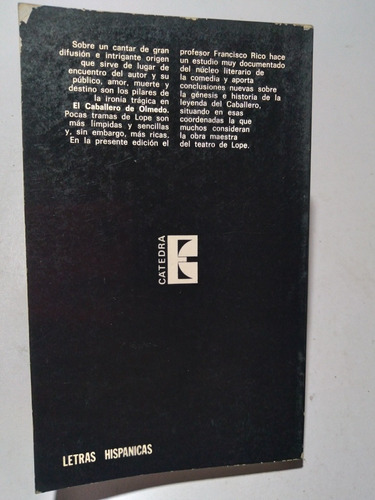 Sobre un cantar de gran
difusión e intrigante origen
que sirve de lugar de
encuentro del autor y su
público, amor, muerte y
destino son los pilares de
la ironía trágica en
El Caballero de Olmedo.
Pocas tramas de Lope son
más límpidas y sencillas
y, sin embargo, más ricas.
En la presente edición el
profesor Francisco Rico hace
un estudio muy documentado
del núcleo literario de
la comedia y aporta
conclusiones nuevas sobre
la génesis e historia de la
leyenda del Caballero,
situando en esas
coordenadas la que
muchos consideran
la obra maestra
del teatro de Lope.
CATEDRA
LETRAS HISPANICAS